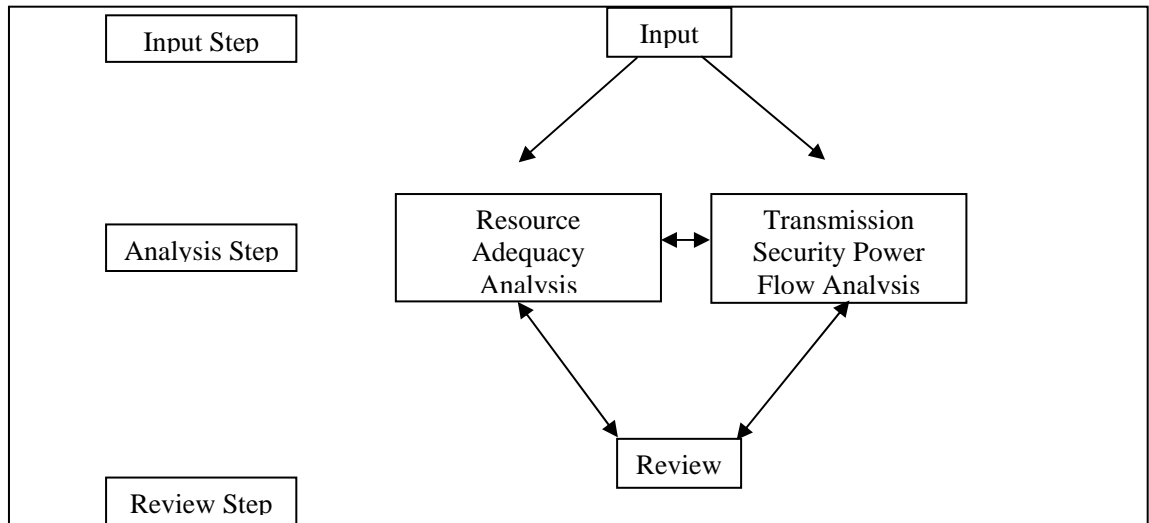 Input Step
Input
Analysis Step
Resource
Adequacy
Analysis
Transmission
Security Power
Flow Analysis
Review
Review Step